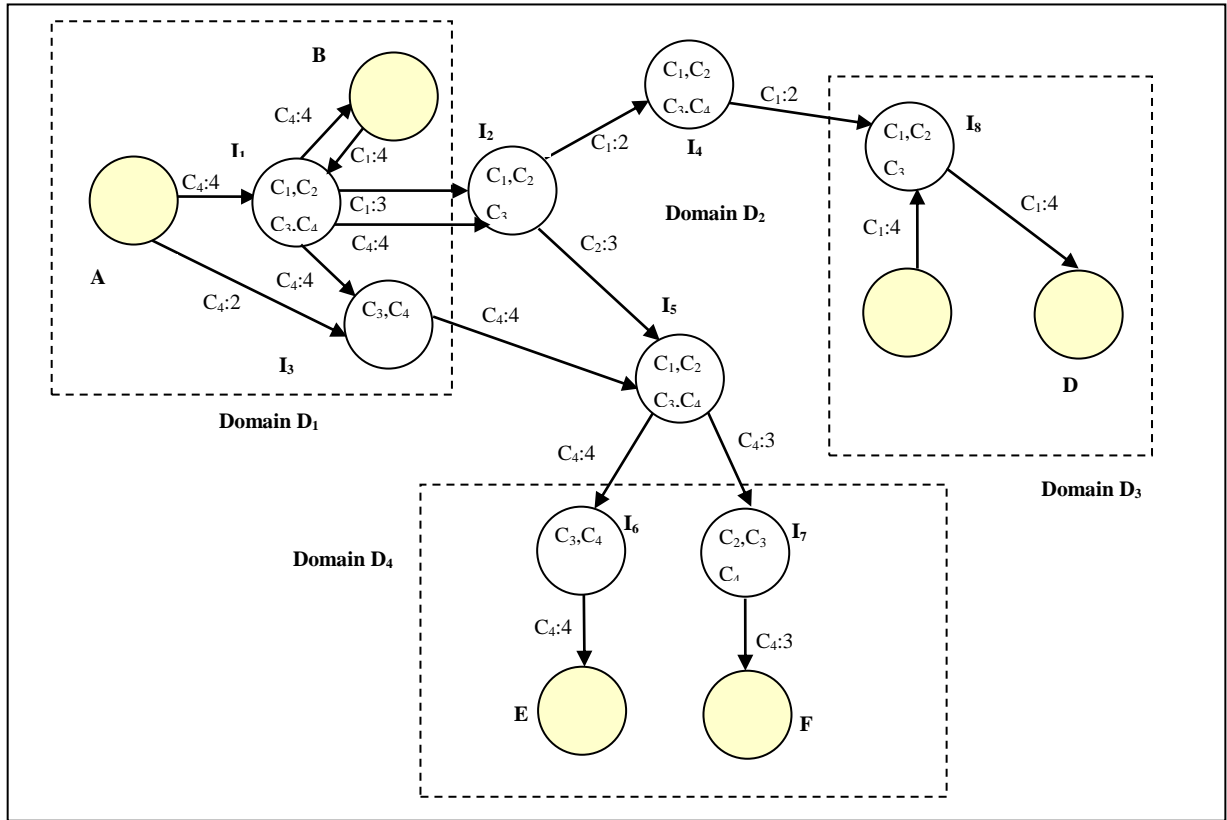 B
C₄:4
C₁:4
I₁
A
C₄:4
C₁,C₂
C₃,C₄
C₁:3
C₄:4
C₄:4
C₄:2
C₃,C₄
I₃
Domain D₁
I₂
C₁,C₂
C₃
C₁:2
C₁,C₂
C₃,C₄
I₄
C₁:2
Domain D₂
C₂:3
C₄:4
I₅
C₁,C₂
C₃,C₄
C₁,C₂
C₃
I₈
C₁:4
C₁:4
D
Domain D₃
C₄:4
C₄:3
Domain D₄
C₃,C₄
I₆
C₂,C₃
C₄
I₇
C₄:4
C₄:3
E
F